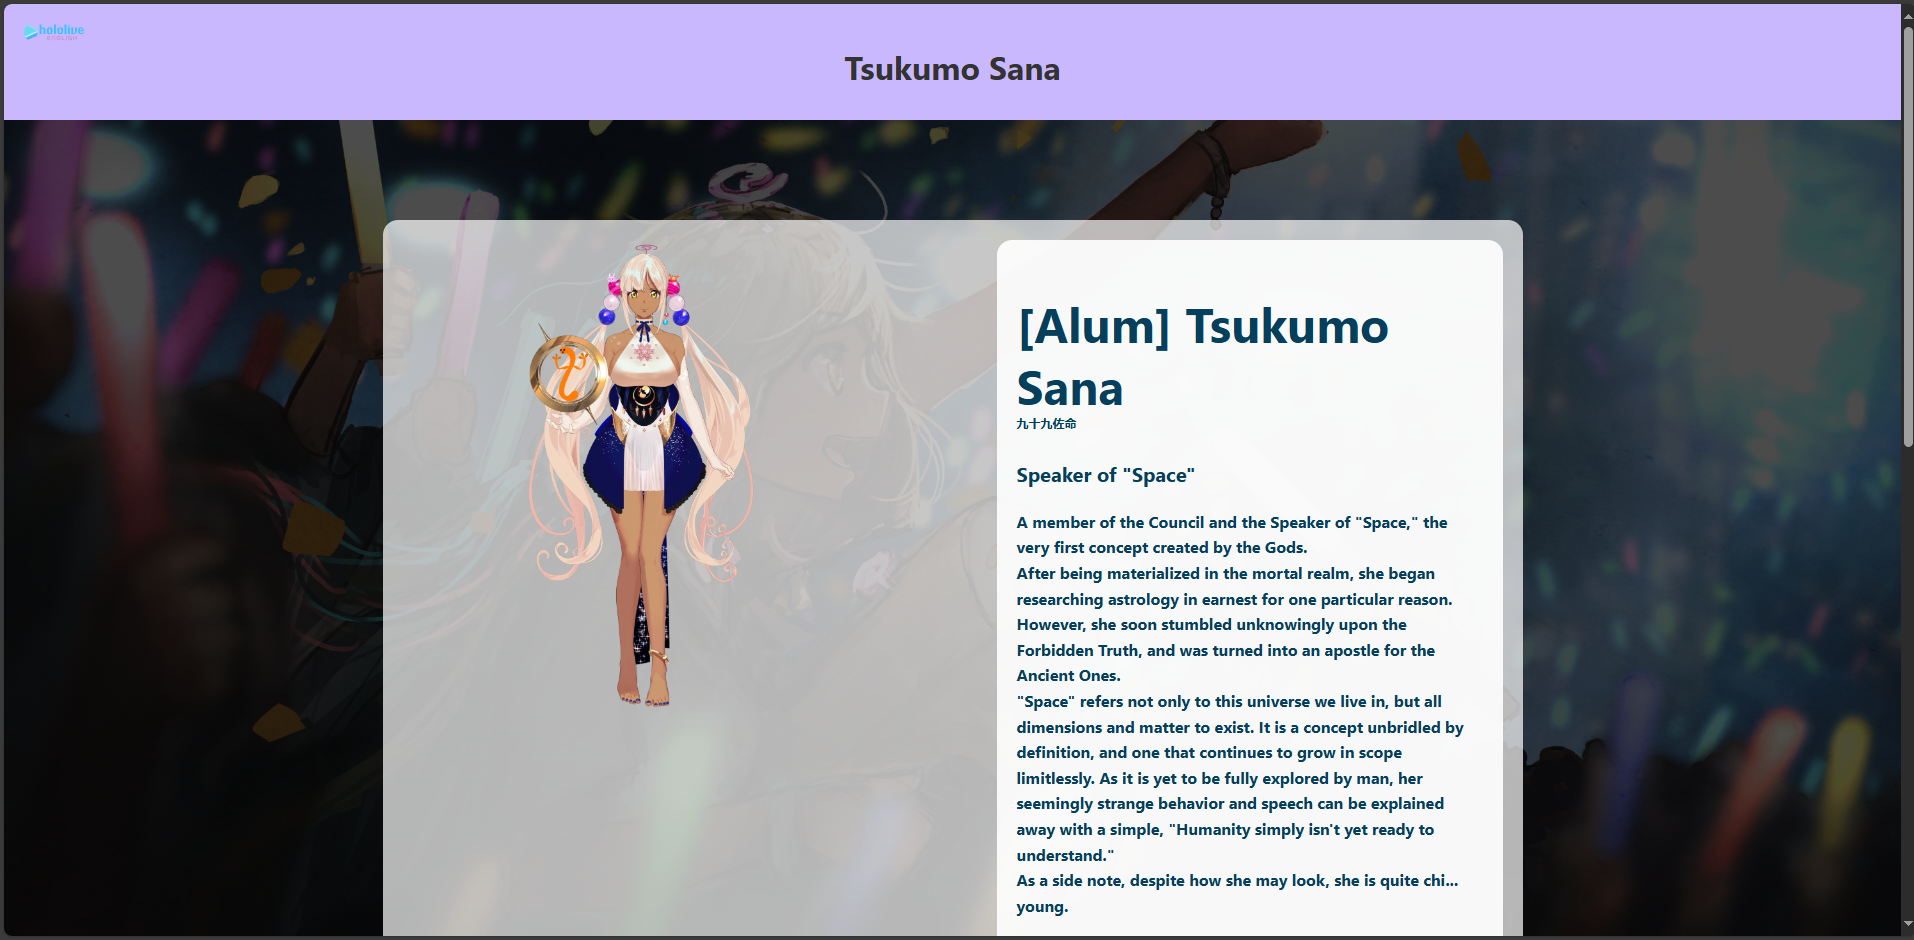 hololive
ENGLISH
Tsukumo Sana
[Alum] Tsukumo
Sana
九十九佐命
Speaker of "Space"
A member of the Council and the Speaker of "Space," the
very first concept created by the Gods.
After being materialized in the mortal realm, she began
researching astrology in earnest for one particular reason.
However, she soon stumbled unknowingly upon the
Forbidden Truth, and was turned into an apostle for the
Ancient Ones.
"Space" refers not only to this universe we live in, but all
dimensions and matter to exist. It is a concept unbridled by
definition, and one that continues to grow in scope
limitlessly. As it is yet to be fully explored by man, her
seemingly strange behavior and speech can be explained
away with a simple, "Humanity simply isn't yet ready to
understand."
As a side note, despite how she may look, she is quite chi...
young.